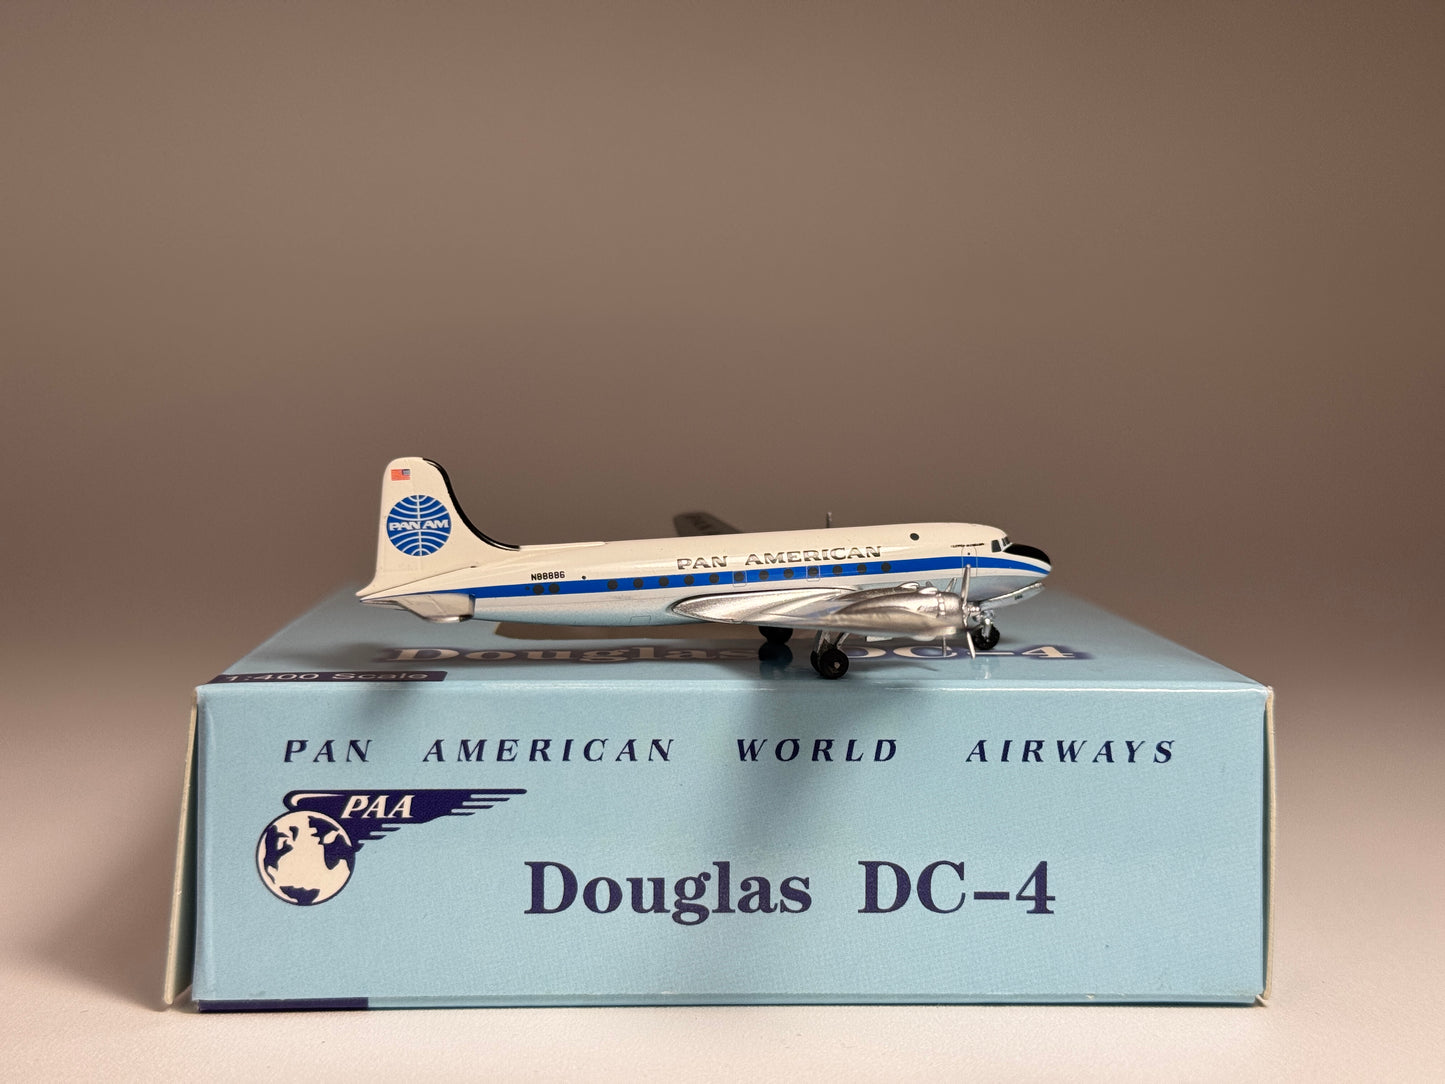 PAN AM
PAN AMERICAN
N88886
Douglas DC-4
1:400 Scale
PAN AMERICAN WORLD AIRWAYS
PAA
Douglas DC-4